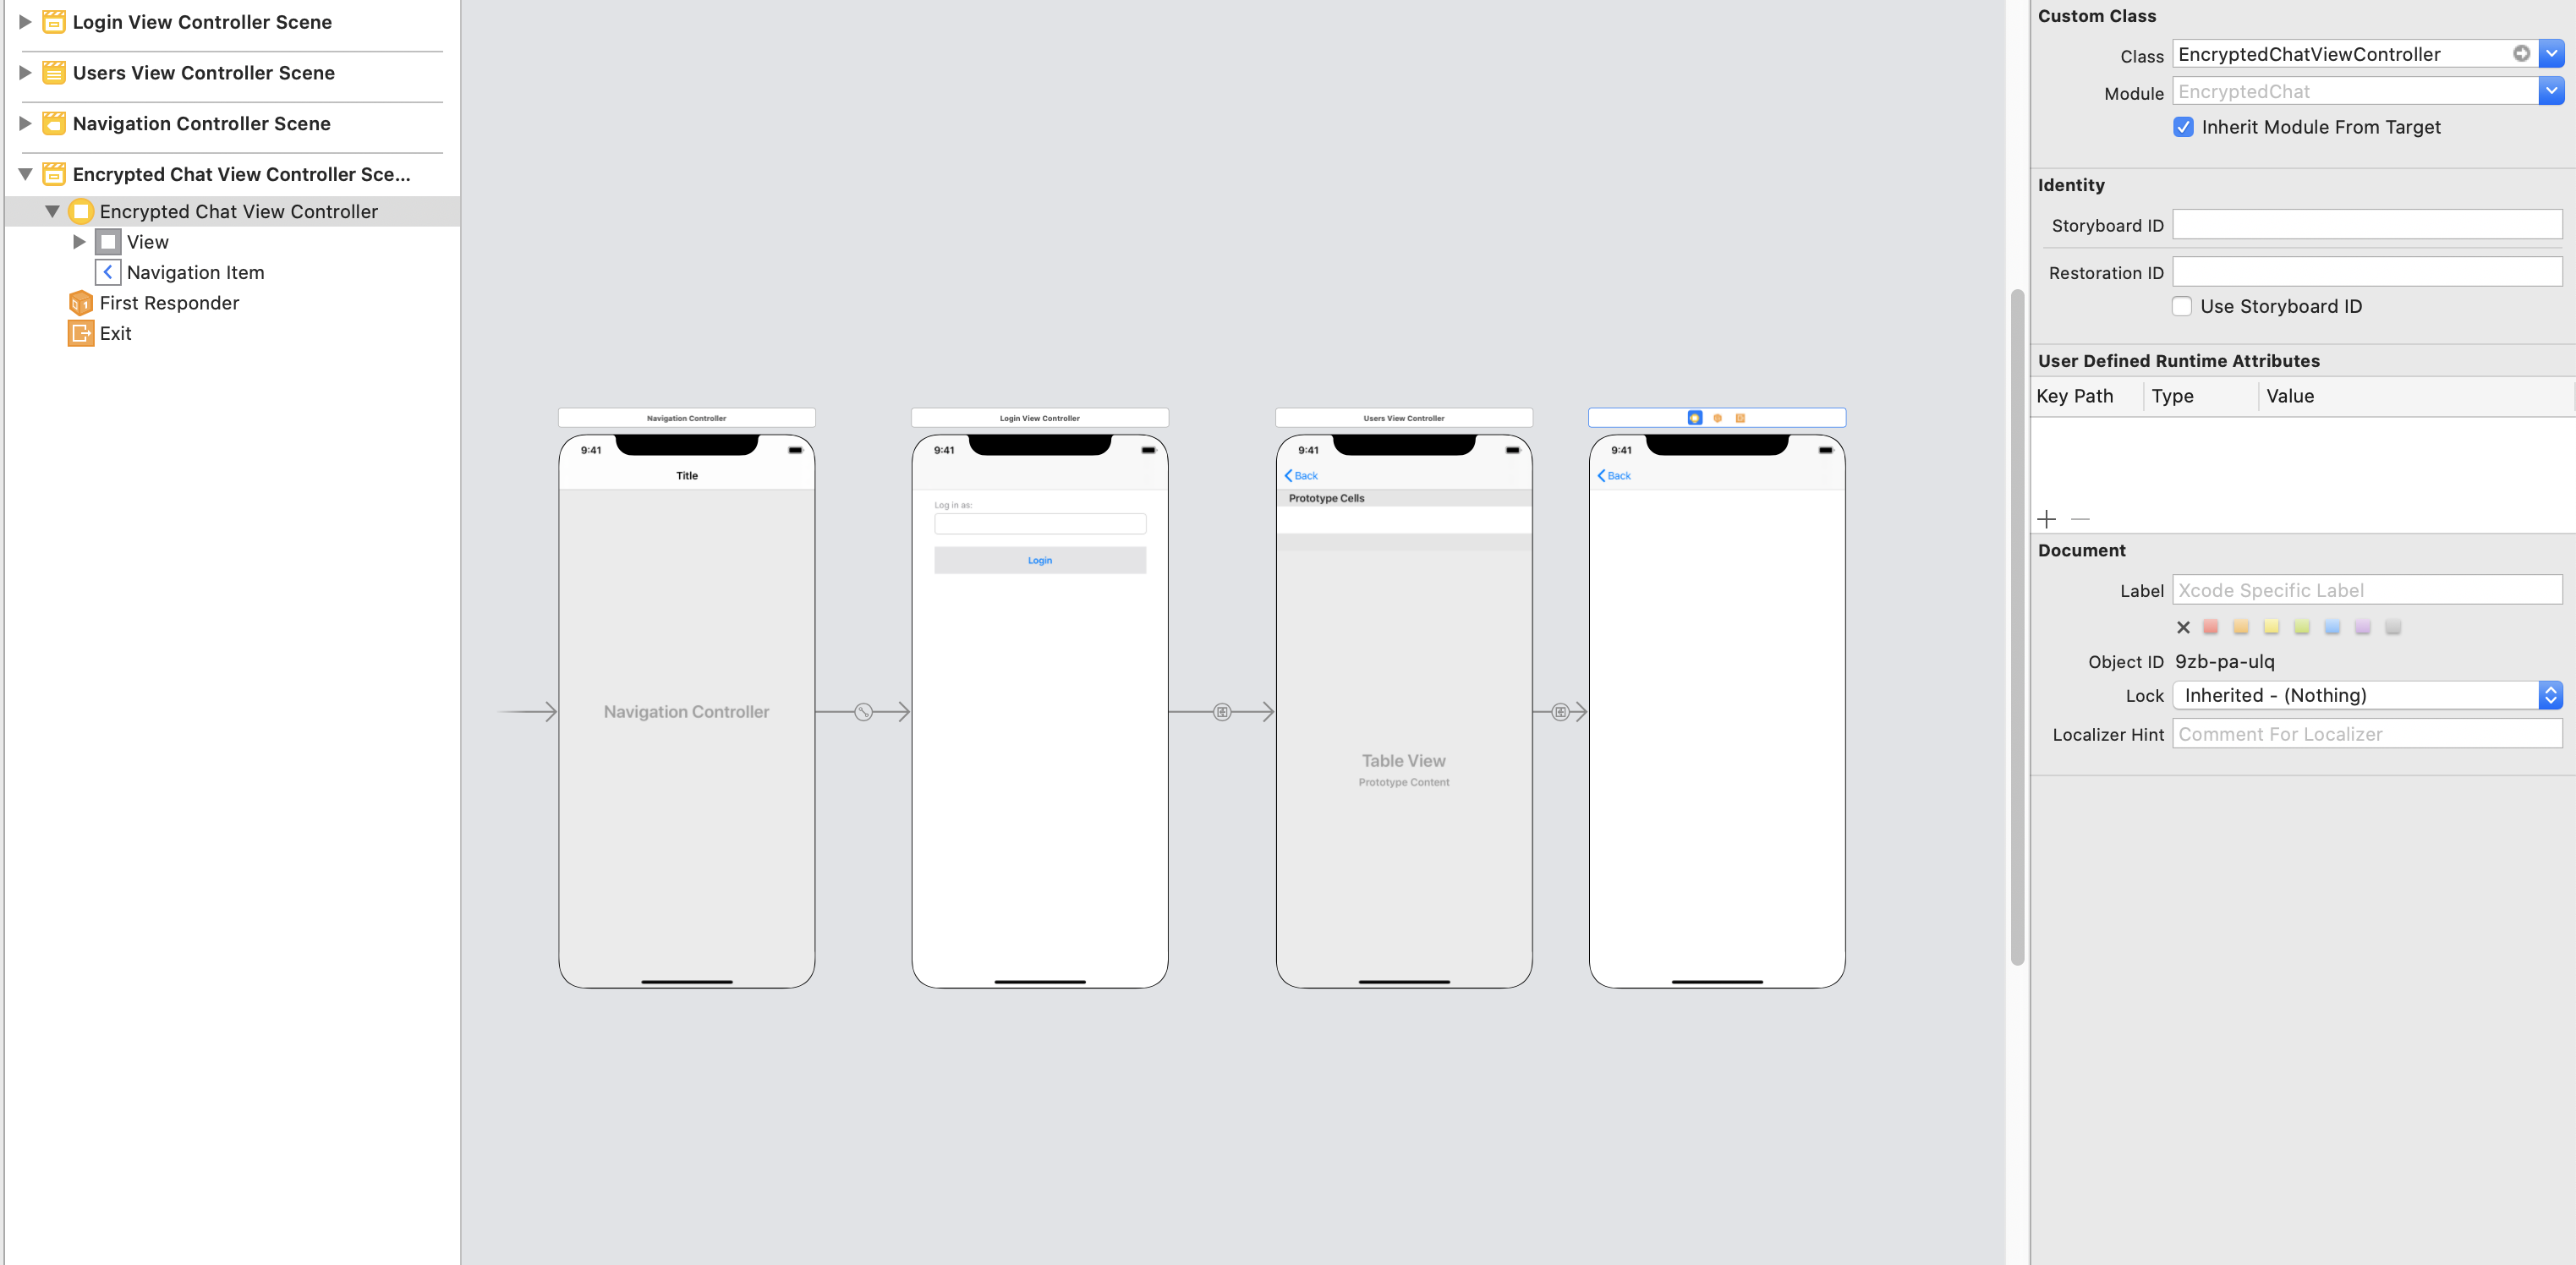 Login View Controller Scene
Users View Controller Scene
Navigation Controller Scene
Encrypted Chat View Controller Sce...
Encrypted Chat View Controller
View
Navigation Item
First Responder
Exit
Navigation Controller
9:41
Title
Navigation Controller
Login View Controller
9:41
Log in as:
Login
Users View Controller
9:41
Back
Prototype Cells
Table View
Prototype Content
9:41
Back
Custom Class
Class EncryptedChatViewController
Module EncryptedChat
Inherit Module From Target
Identity
Storyboard ID
Restoration ID
Use Storyboard ID
User Defined Runtime Attributes
Key Path Type Value
Document
Label Xcode Specific Label
Object ID 9zb-pa-ulq
Lock Inherited - (Nothing)
Localizer Hint Comment For Localizer